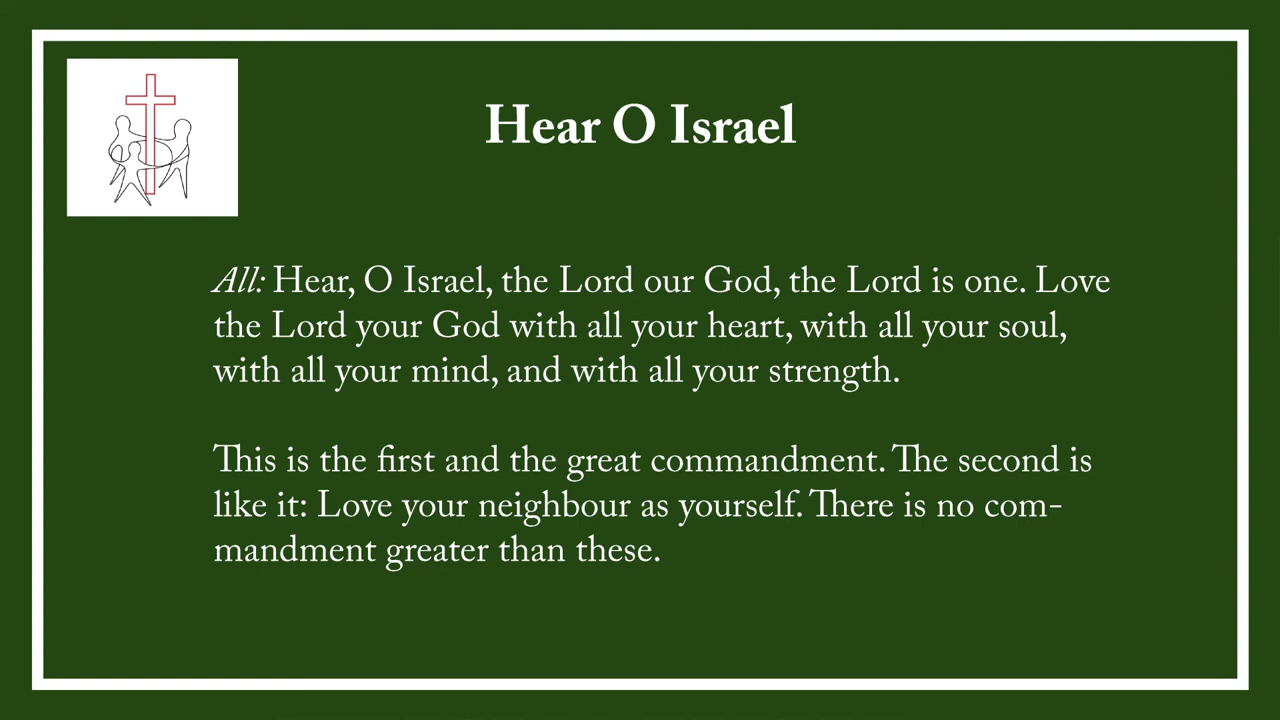 Hear O Israel
All: Hear, O Israel, the Lord our God, the Lord is one. Love
the Lord your God with all your heart, with all your soul,
with all your mind, and with all your strength.
This is the first and the great commandment. The second is
like it: Love your neighbour as yourself. There is no com-
mandment greater than these.